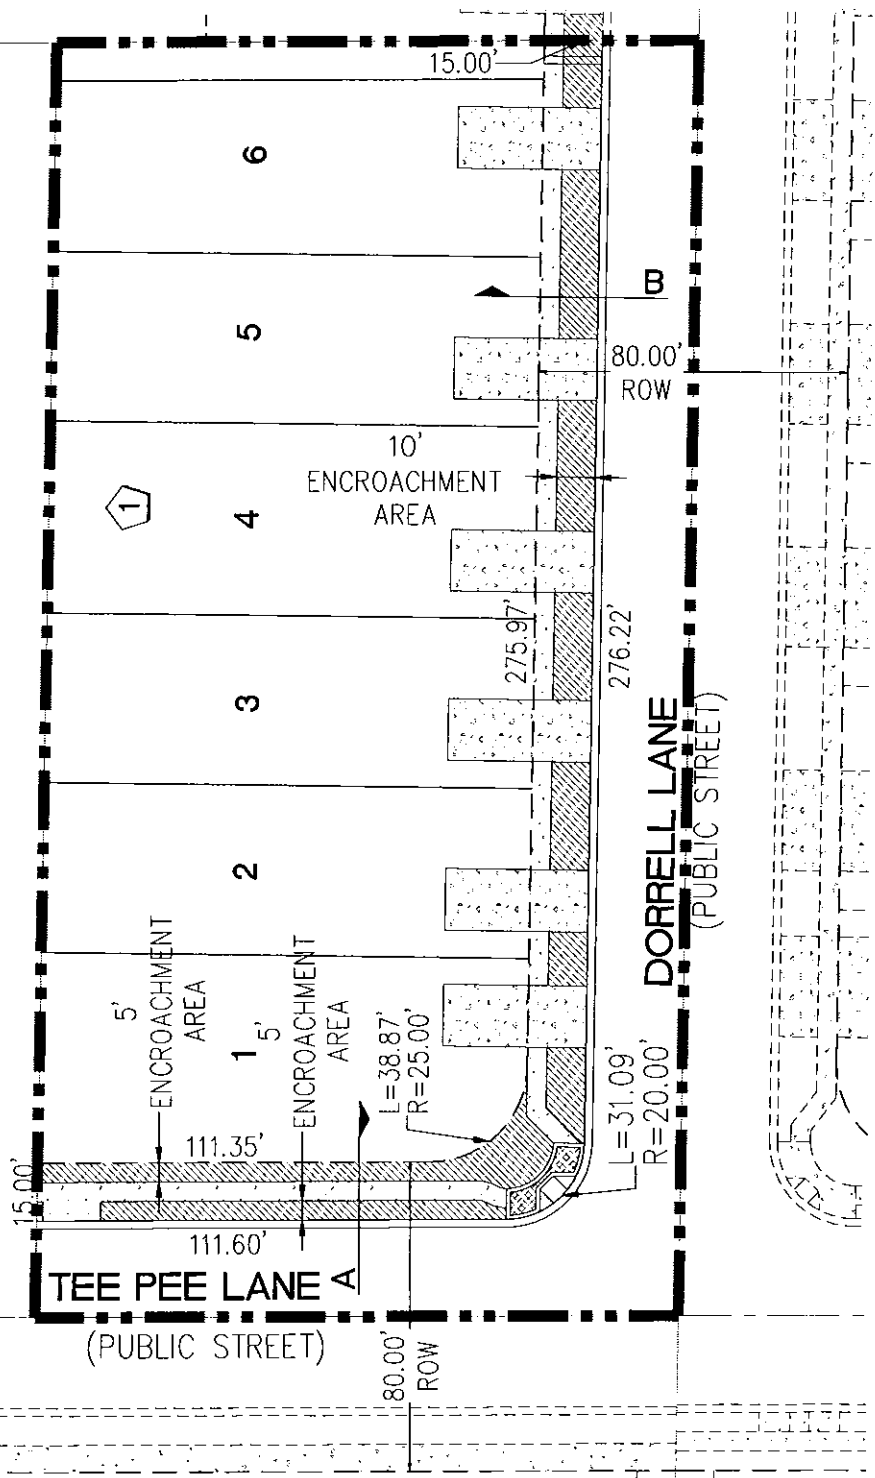 15.00'
6
B
5
80.00'
ROW
10'
ENCROACHMENT
AREA
1
4
275.97'
276.22'
3
DORRELL LANE
(PUBLIC STREET)
2
5'
ENCROACHMENT
AREA
1
5'
ENCROACHMENT
AREA
L=38.87'
R=25.00'
L=31.09'
R=20.00'
111.35'
15.00'
111.60'
TEE PEE LANE
A
(PUBLIC STREET)
80.00'
ROW